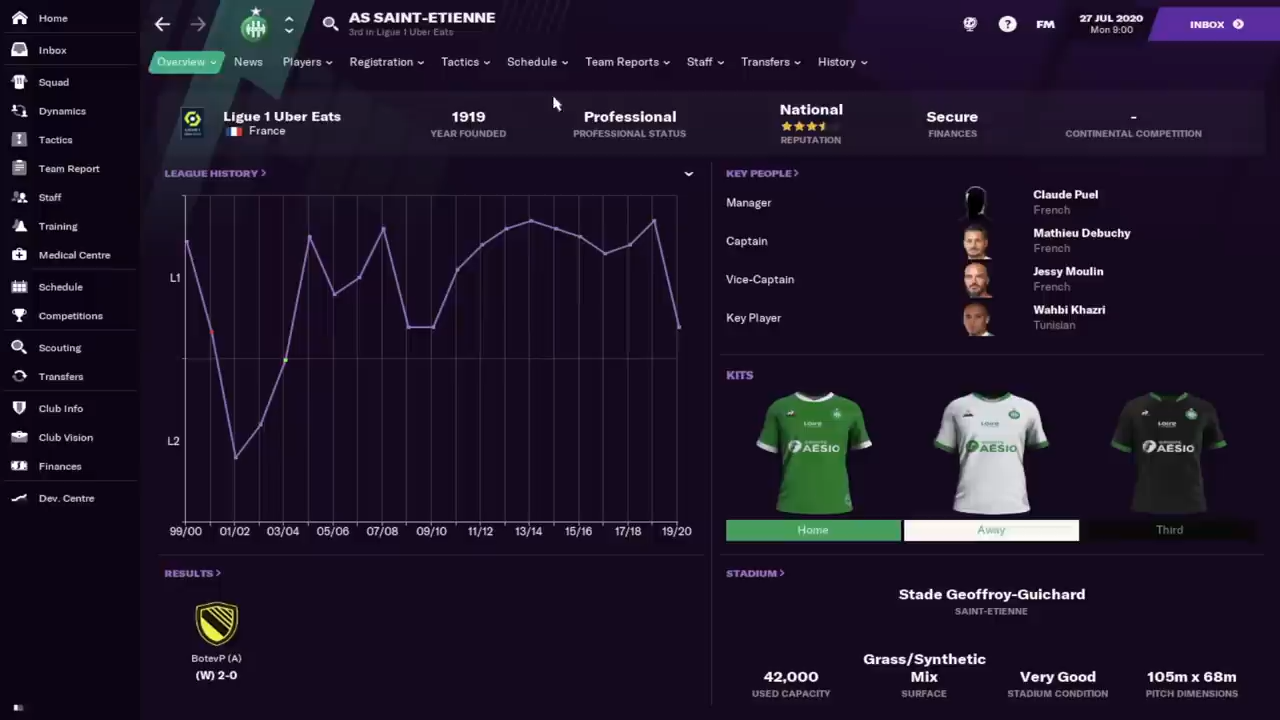 Home
Inbox
Squad
Dynamics
Tactics
Team Report
Staff
Training
Medical Centre
Schedule
Competitions
Scouting
Transfers
Club Info
Club Vision
Finances
Dev. Centre
AS SAINT-ETIENNE
3rd in Ligue 1 Uber Eats
FM
27 JUL 2020
Mon 9:00
INBOX
Overview
News
Players
Registration
Tactics
Schedule
Team Reports
Staff
Transfers
History
Ligue 1 Uber Eats
France
1919
YEAR FOUNDED
Professional
PROFESSIONAL STATUS
National
REPUTATION
Secure
FINANCES
-
CONTINENTAL COMPETITION
LEAGUE HISTORY >
L1
L2
99/00 01/02 03/04 05/06 07/08 09/10 11/12 13/14 15/16 17/18 19/20
RESULTS >
BotevP (A)
(W) 2-0
KEY PEOPLE >
Manager
Claude Puel
French
Captain
Mathieu Debuchy
French
Vice-Captain
Jessy Moulin
French
Key Player
Wahbi Khazri
Tunisian
KITS
AESIO
AESIO
AESIO
Home
Away
Third
STADIUM >
Stade Geoffroy-Guichard
SAINT-ETIENNE
42,000
USED CAPACITY
Grass/Synthetic
Mix
SURFACE
Very Good
STADIUM CONDITION
105m x 68m
PITCH DIMENSIONS